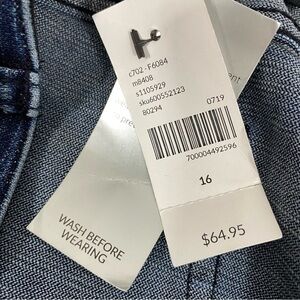 c702 - F6084
m8408
s1105929
sku600552123
80294
0719
700004492596
16
$64.95
WASH BEFORE
WEARING